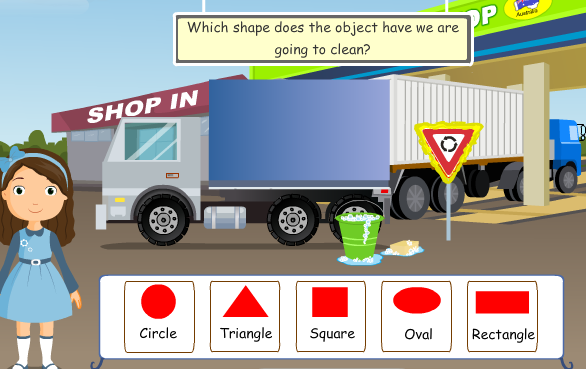 Which shape does the object have we are
going to clean?
OP
Australia
SHOP IN
Circle
Triangle
Square
Oval
Rectangle